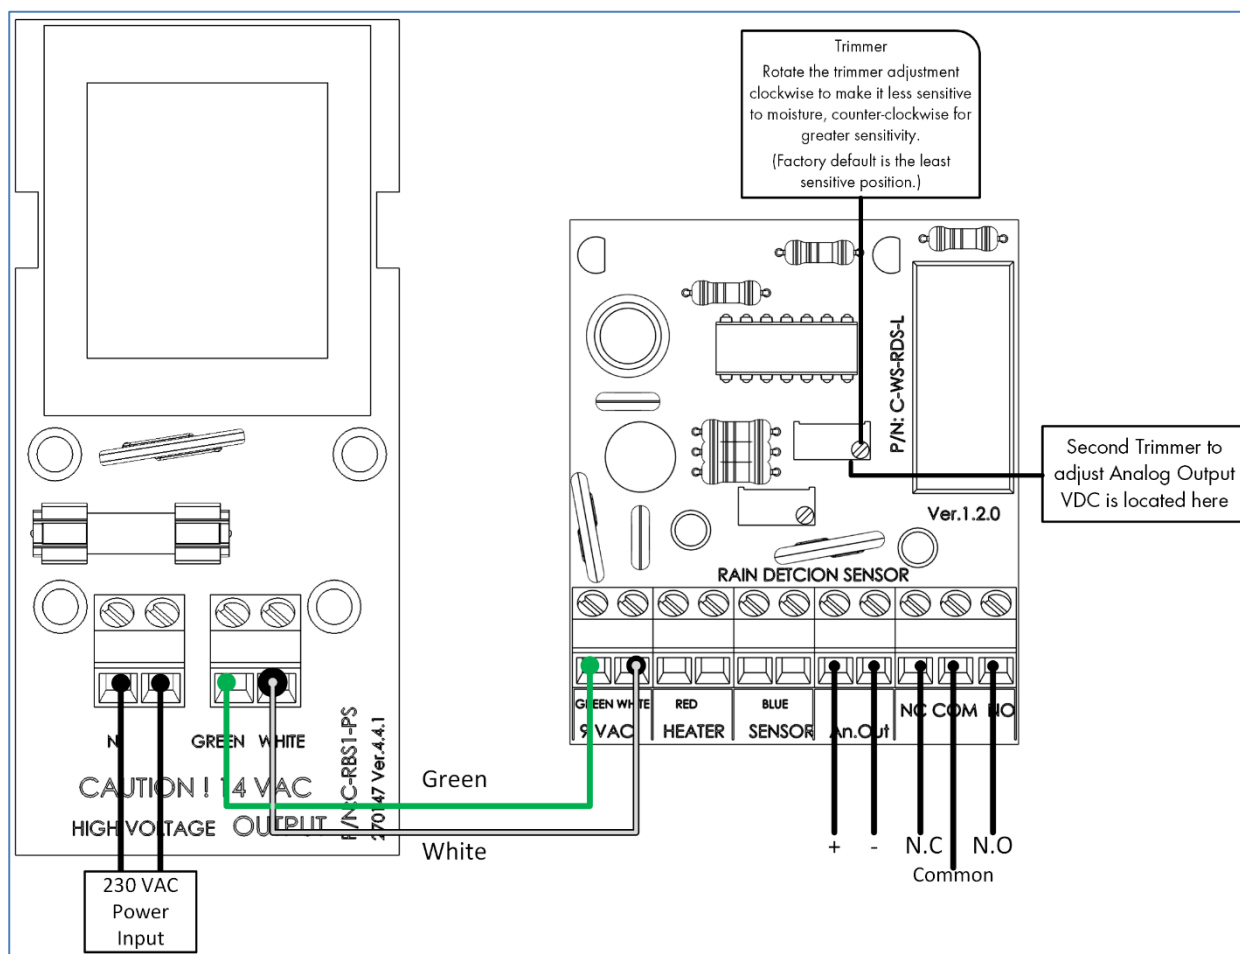 Trimmer
Rotate the trimmer adjustment
clockwise to make it less sensitive
to moisture, counter-clockwise for
greater sensitivity.
(Factory default is the least
sensitive position.)
P/N: C-WS-RDS-L
Second Trimmer to
adjust Analog Output
VDC is located here
Ver.1.2.0
RAIN DETCION SENSOR
GREEN WHITE RED BLUE
9 VAC HEATER SENSOR An.Out NC COM NO
N GREEN WHITE
CAUTION ! 14 VAC
HIGH VOLTAGE OUTPUT
P/N:C-RBS1-PS
270147 Ver.4.4.1
Green
White
+ - N.C N.O
Common
230 VAC
Power
Input